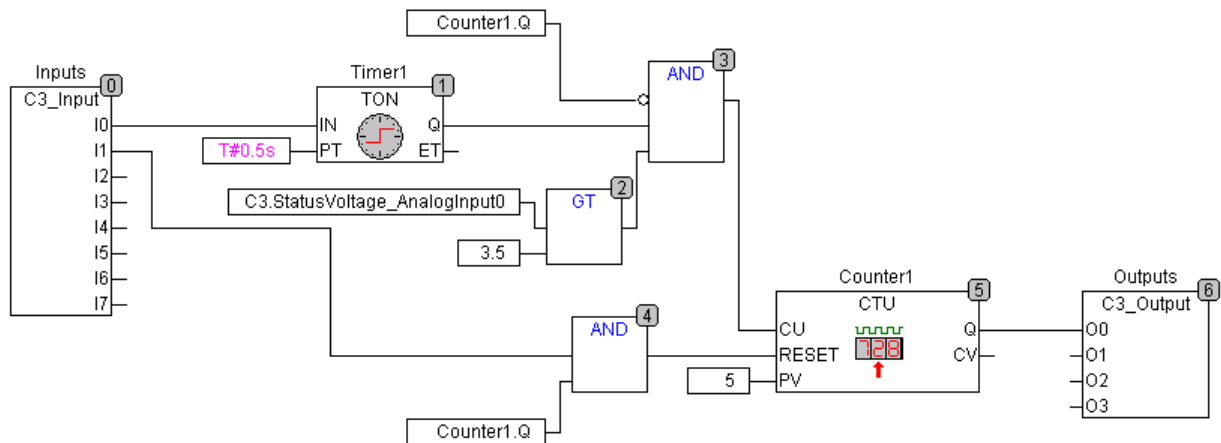 Counter1.Q
Inputs
0
C3_Input
I0
I1
I2
I3
I4
I5
I6
I7
Timer1
1
TON
IN
Q
T#0.5s
PT
ET
3
AND
C3.StatusVoltage_AnalogInput0
3.5
2
GT
4
AND
Counter1.Q
Counter1
5
CTU
CU
Q
RESET
CV
5
PV
728
Outputs
6
C3_Output
O0
O1
O2
O3